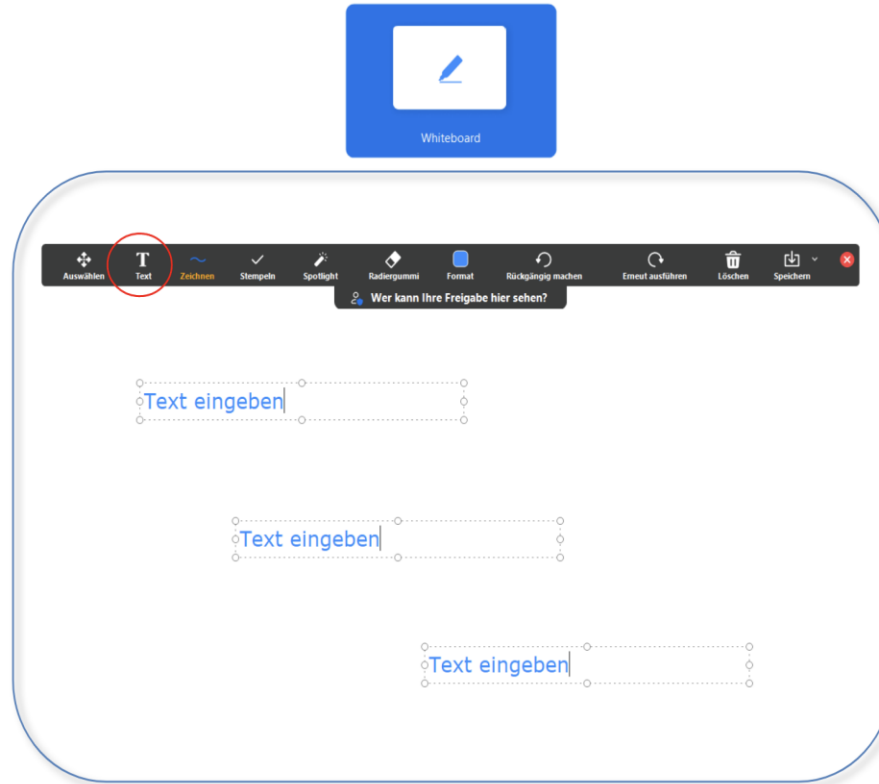 Whiteboard
Auswählen Text Zeichnen Stempeln Spotlight Radiergummi Format Rückgängig machen Erneut ausführen Löschen Speichern
Wer kann Ihre Freigabe hier sehen?
Text eingeben
Text eingeben
Text eingeben